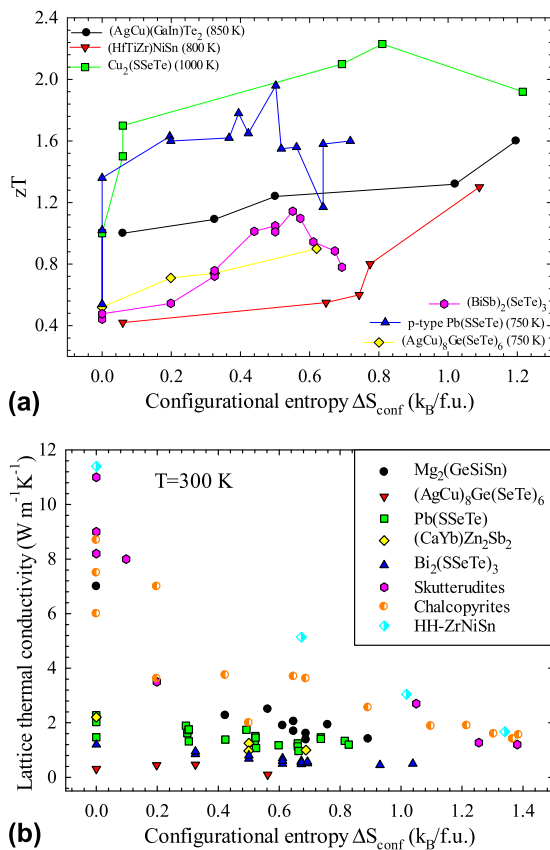 (AgCu)(GaIn)Te₂ (850 K)
(HfTiZr)NiSn (800 K)
Cu₂(SSeTe) (1000 K)
2.4
2.0
1.6
1.2
0.8
0.4
zT
(BiSb)₂(SeTe)₃
p-type Pb(SSeTe) (750 K)
(AgCu)₈Ge(SeTe)₆ (750 K)
0.0 0.2 0.4 0.6 0.8 1.0 1.2
(a)
Configurational entropy ΔS_conf (k_B/f.u.)
12
10
8
6
4
2
0
Lattice thermal conductivity (W m⁻¹K⁻¹)
T=300 K
Mg₂(GeSiSn)
(AgCu)₈Ge(SeTe)₆
Pb(SSeTe)
(CaYb)Zn₂Sb₂
Bi₂(SSeTe)₃
Skutterudites
Chalcopyrites
HH-ZrNiSn
0.0 0.2 0.4 0.6 0.8 1.0 1.2 1.4
(b)
Configurational entropy ΔS_conf (k_B/f.u.)